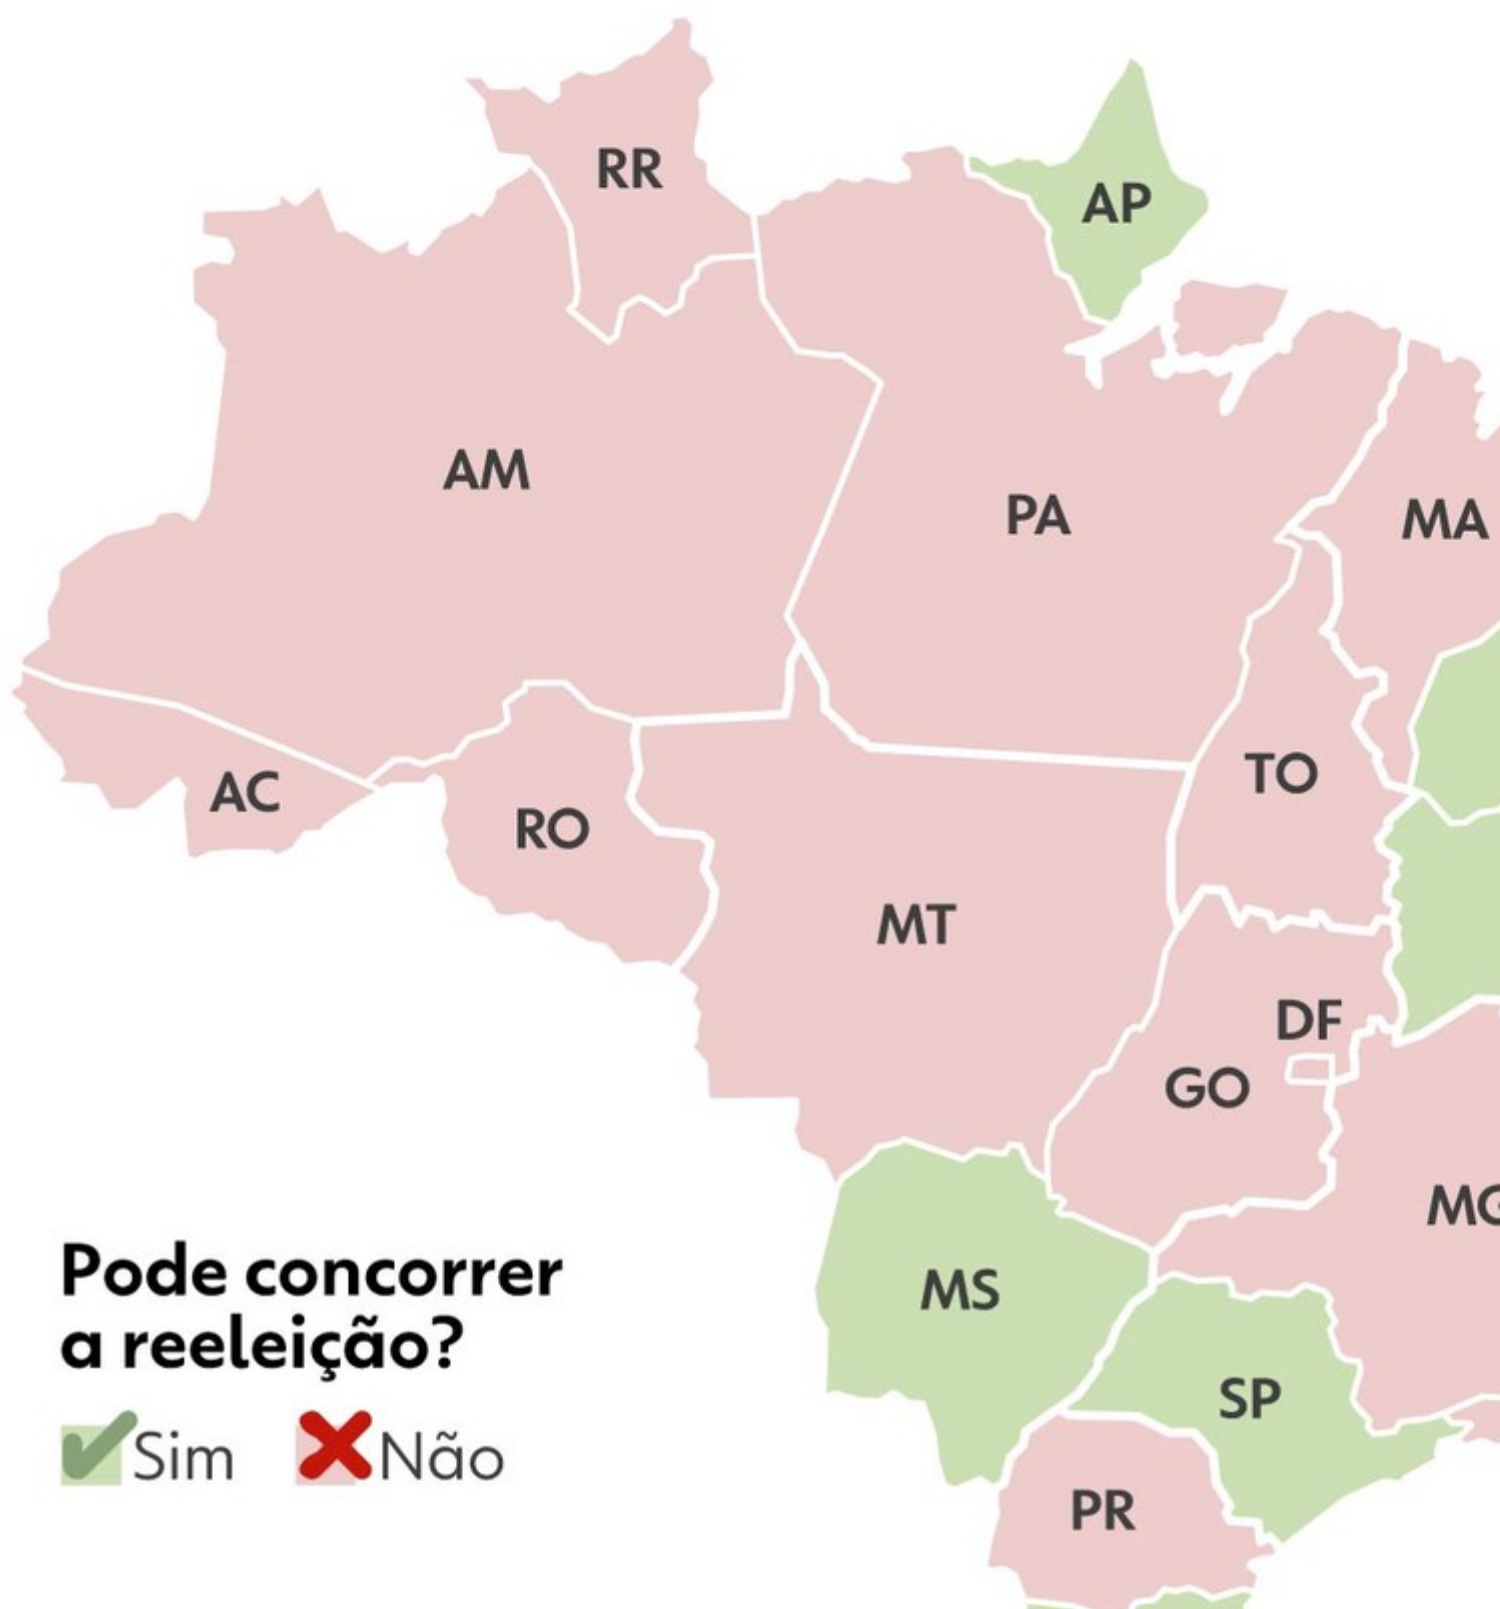 RR
AP
AM
PA
MA
AC
RO
TO
MT
DF
GO
MG
MS
SP
PR
Pode concorrer
a reeleição?
Sim Não